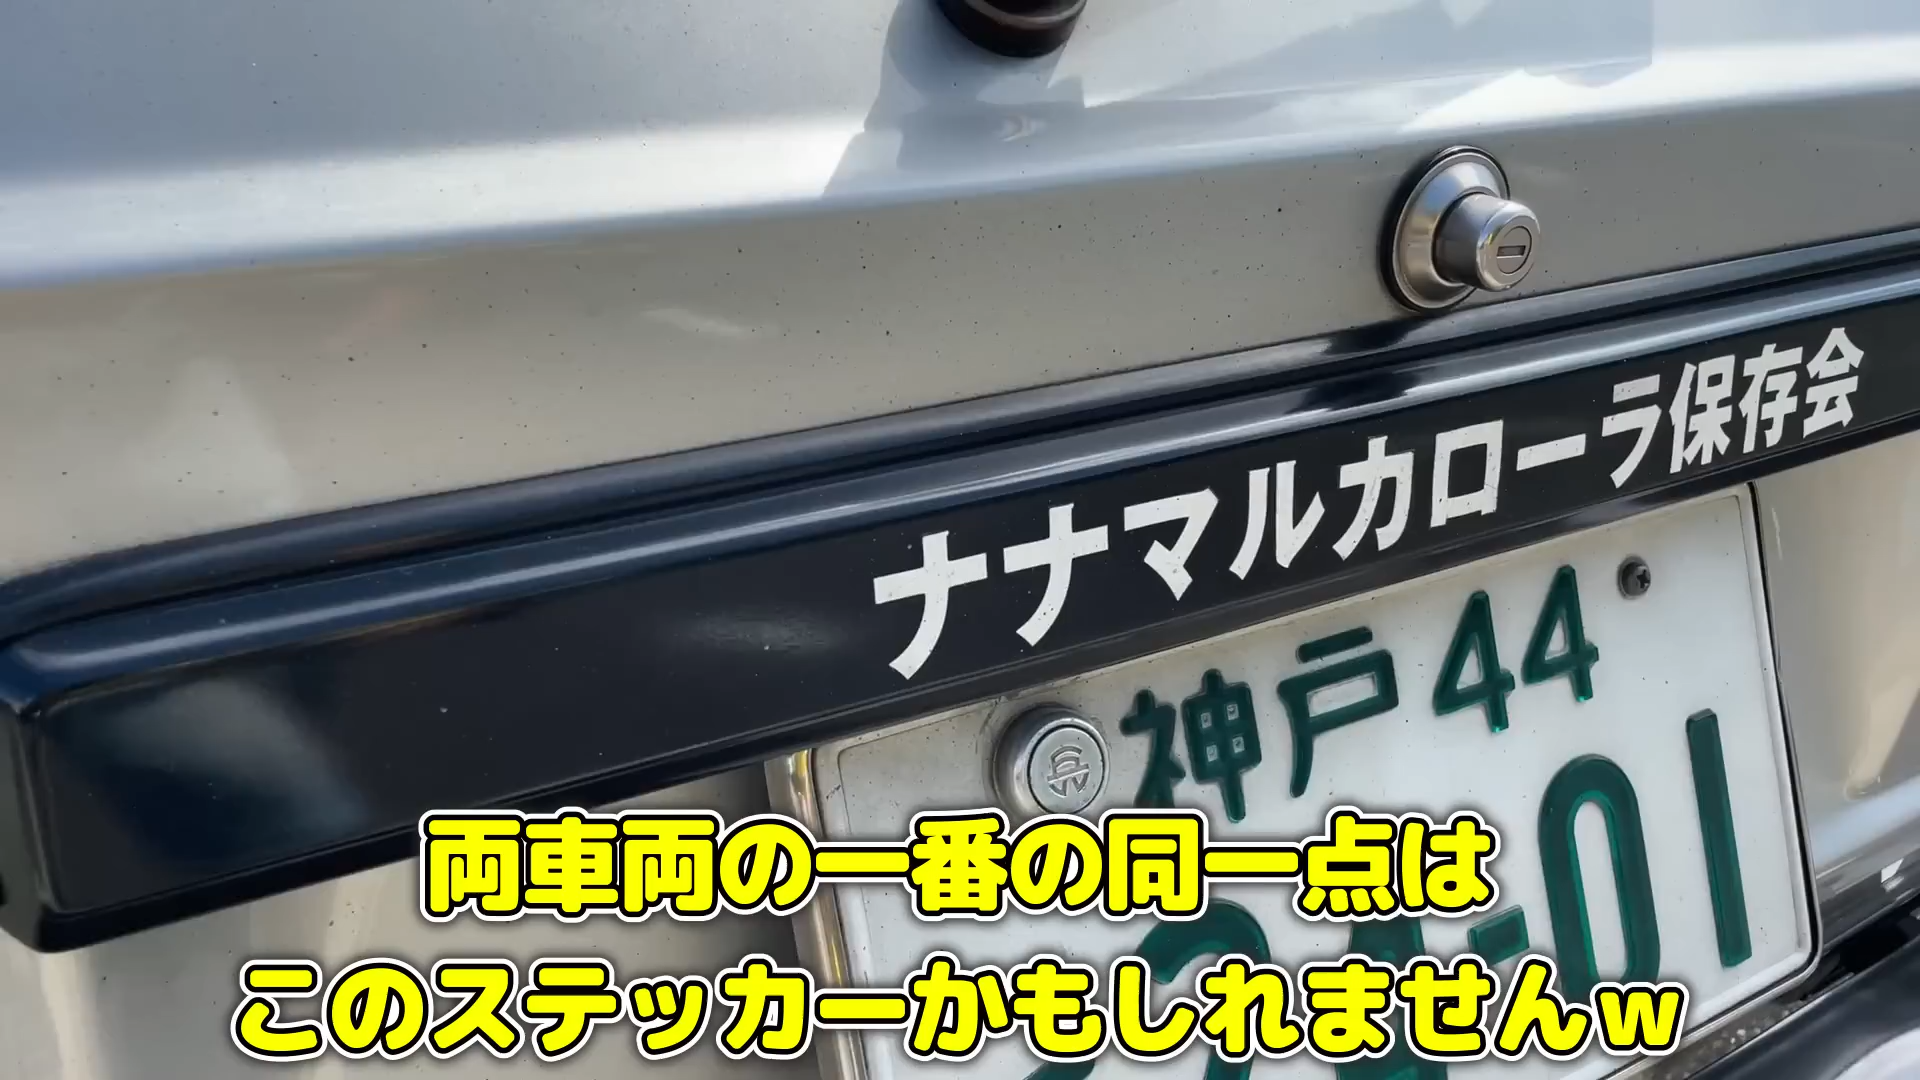 ナナマルカローラ保存会
神戸44
24-01
両車両の一番の同一点は
このステッカーかもしれませんw